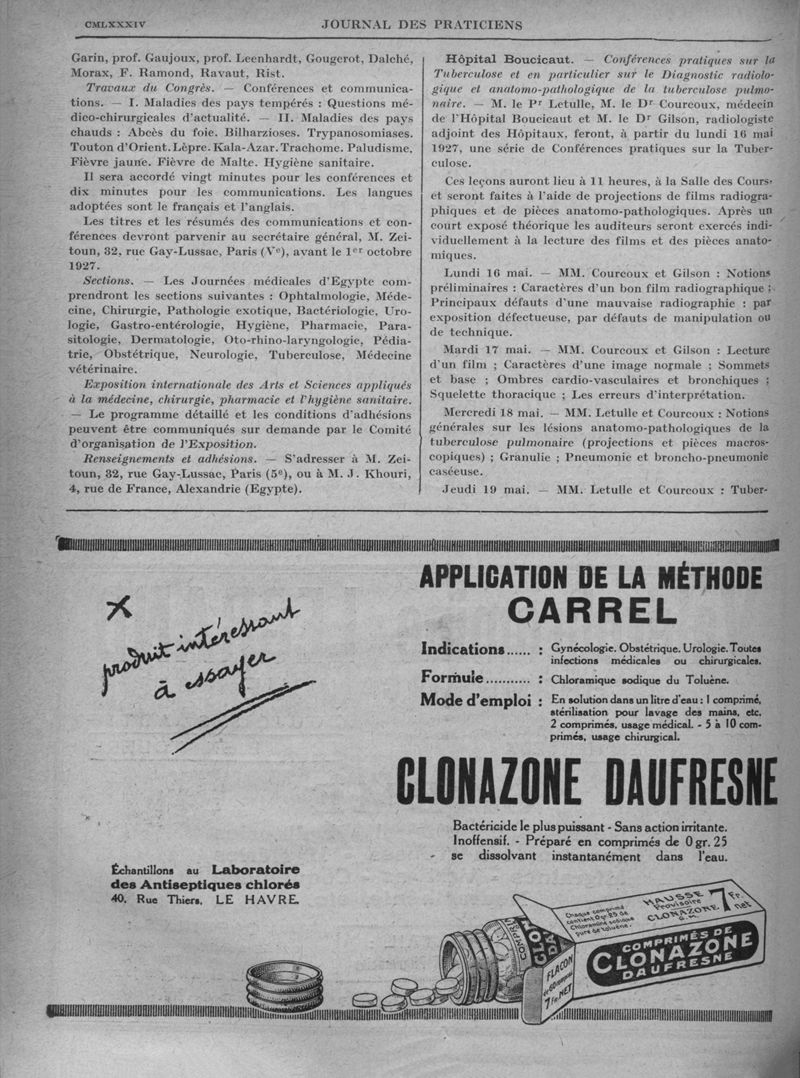 CMLXXXIV
JOURNAL DES PRATICIENS
Garin, prof. Gaujoux, prof. Leenhardt, Gougerot, Dalché,
Morax, F. Ramond, Ravaut, Rist.
Travaux du Congrès. — Conférences et communica-
tions. — I. Maladies des pays tempérés : Questions mé-
dico-chirurgicales d'actualité. — II. Maladies des pays
chauds : Abcès du foie. Bilharzioses. Trypanosomiases.
Touton d'Orient. Lèpre. Kala-Azar. Trachome. Paludisme.
Fièvre jaune. Fièvre de Malte. Hygiène sanitaire.
Il sera accordé vingt minutes pour les conférences et
dix minutes pour les communications. Les langues
adoptées sont le français et l'anglais.
Les titres et les résumés des communications et con-
férences devront parvenir au secrétaire général, M. Zei-
toun, 32, rue Gay-Lussac, Paris (Ve), avant le 1er octobre
1927.
Sections. — Les Journées médicales d'Egypte com-
prendront les sections suivantes : Ophtalmologie, Méde-
cine, Chirurgie, Pathologie exotique, Bactériologie, Uro-
logie, Gastro-entérologie, Hygiène, Pharmacie, Para-
sitologie, Dermatologie, Oto-rhino-laryngologie, Pédia-
trie, Obstétrique, Neurologie, Tuberculose, Médecine
vétérinaire.
Exposition internationale des Arts et Sciences appliqués
à la médecine, chirurgie, pharmacie et l'hygiène sanitaire.
— Le programme détaillé et les conditions d'adhésions
peuvent être communiqués sur demande par le Comité
d'organisation de l'Exposition.
Renseignements et adhésions. — S'adresser à M. Zei-
toun, 32, rue Gay-Lussac, Paris (5e), ou à M. J. Khouri,
4, rue de France, Alexandrie (Egypte).
Hôpital Boucicaut. — Conférences pratiques sur la
Tuberculose et en particulier sur le Diagnostic radiolo-
gique et anatomo-pathologique de la tuberculose pulmo-
naire. — M. le Pr Letulle, M. le Dr Courcoux, médecin
de l'Hôpital Boucicaut et M. le Dr Gilson, radiologiste
adjoint des Hôpitaux, feront, à partir du lundi 16 mai
1927, une série de Conférences pratiques sur la Tuber-
culose.
Ces leçons auront lieu à 11 heures, à la Salle des Cours
et seront faites à l'aide de projections de films radiogra-
phiques et de pièces anatomo-pathologiques. Après un
court exposé théorique les auditeurs seront exercés indi-
viduellement à la lecture des films et des pièces anato-
miques.
Lundi 16 mai. — MM. Courcoux et Gilson : Notions
préliminaires : Caractères d'un bon film radiographique ;
Principaux défauts d'une mauvaise radiographie : par
exposition défectueuse, par défauts de manipulation ou
de technique.
Mardi 17 mai. — MM. Courcoux et Gilson : Lecture
d'un film ; Caractères d'une image normale ; Sommets
et base ; Ombres cardio-vasculaires et bronchiques ;
Squelette thoracique ; Les erreurs d'interprétation.
Mercredi 18 mai. — MM. Letulle et Courcoux : Notions
générales sur les lésions anatomo-pathologiques de la
tuberculose pulmonaire (projections et pièces macros-
copiques) ; Granulie ; Pneumonie et broncho-pneumonie
caséeuse.
Jeudi 19 mai. — MM. Letulle et Courcoux : Tuber-
X
produit intéressant
à essayer
APPLICATION DE LA MÉTHODE
CARREL
Indications...... : Gynécologie. Obstétrique. Urologie. Toutes
infections médicales ou chirurgicales.
Formule........... : Chloramique sodique du Toluène.
Mode d'emploi : En solution dans un litre d'eau : 1 comprimé,
stérilisation pour lavage des mains, etc.
2 comprimés, usage médical. - 5 à 10 com-
primés, usage chirurgical.
CLONAZONE DAUFRESNE
Bactéricide le plus puissant - Sans action irritante.
Inoffensif. - Préparé en comprimés de 0 gr. 25
se dissolvant instantanément dans l'eau.
Échantillons au Laboratoire
des Antiseptiques chlorés
40, Rue Thiers, LE HAVRE.
Chaque comprimé
contient 0 gr 25 de
Chloramine sodique
pure de toluène.
HAUSSE
Provisoire
CLONAZONE.
7 Fr.
net
COMPRIMÉS DE
CLONAZONE
DAUFRESNE
FLACON
de 60 comprimés
7 Fr. NET